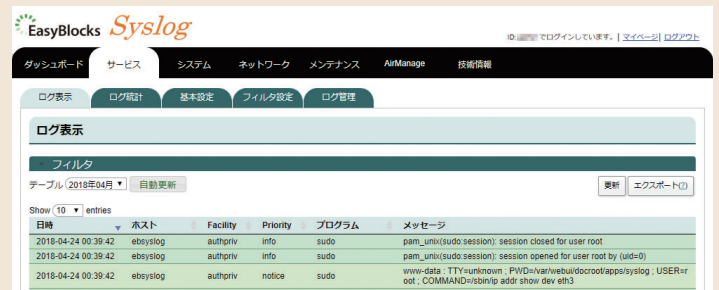 EasyBlocks Syslog
ID: でログインしています。 | マイページ | ログアウト
ダッシュボード サービス システム ネットワーク メンテナンス AirManage 技術情報
ログ表示 ログ統計 基本設定 フィルタ設定 ログ管理
ログ表示
フィルタ
テーブル 2018年04月 ▼ 自動更新 更新 エクスポート(?)
Show 10 ▼ entries
日時 ホスト Facility Priority プログラム メッセージ
2018-04-24 00:39:42 ebsyslog authpriv info sudo pam_unix(sudo:session): session closed for user root
2018-04-24 00:39:42 ebsyslog authpriv info sudo pam_unix(sudo:session): session opened for user root by (uid=0)
2018-04-24 00:39:42 ebsyslog authpriv notice sudo www-data : TTY=unknown ; PWD=/var/webui/docroot/apps/syslog ; USER=r
oot ; COMMAND=/sbin/ip addr show dev eth3